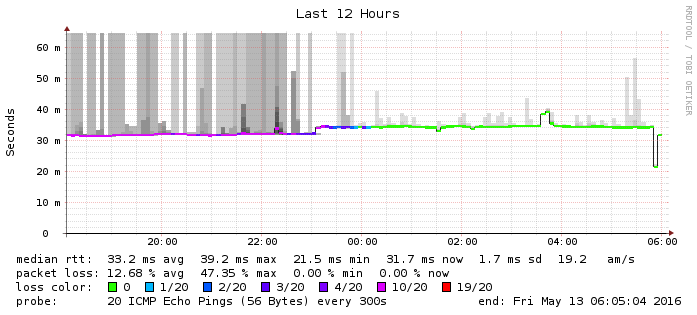 Last 12 Hours
RRDTOOL / TOBI OETIKER
Seconds
60 m
50 m
40 m
30 m
20 m
10 m
0
20:00 22:00 00:00 02:00 04:00 06:00
median rtt: 33.2 ms avg 39.2 ms max 21.5 ms min 31.7 ms now 1.7 ms sd 19.2 am/s
packet loss: 12.68 % avg 47.35 % max 0.00 % min 0.00 % now
loss color: 0 1/20 2/20 3/20 4/20 10/20 19/20
probe: 20 ICMP Echo Pings (56 Bytes) every 300s end: Fri May 13 06:05:04 2016